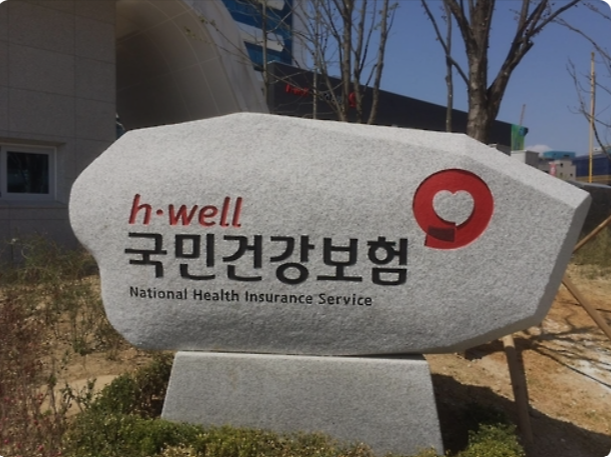 h·well
국민건강보험
National Health Insurance Service